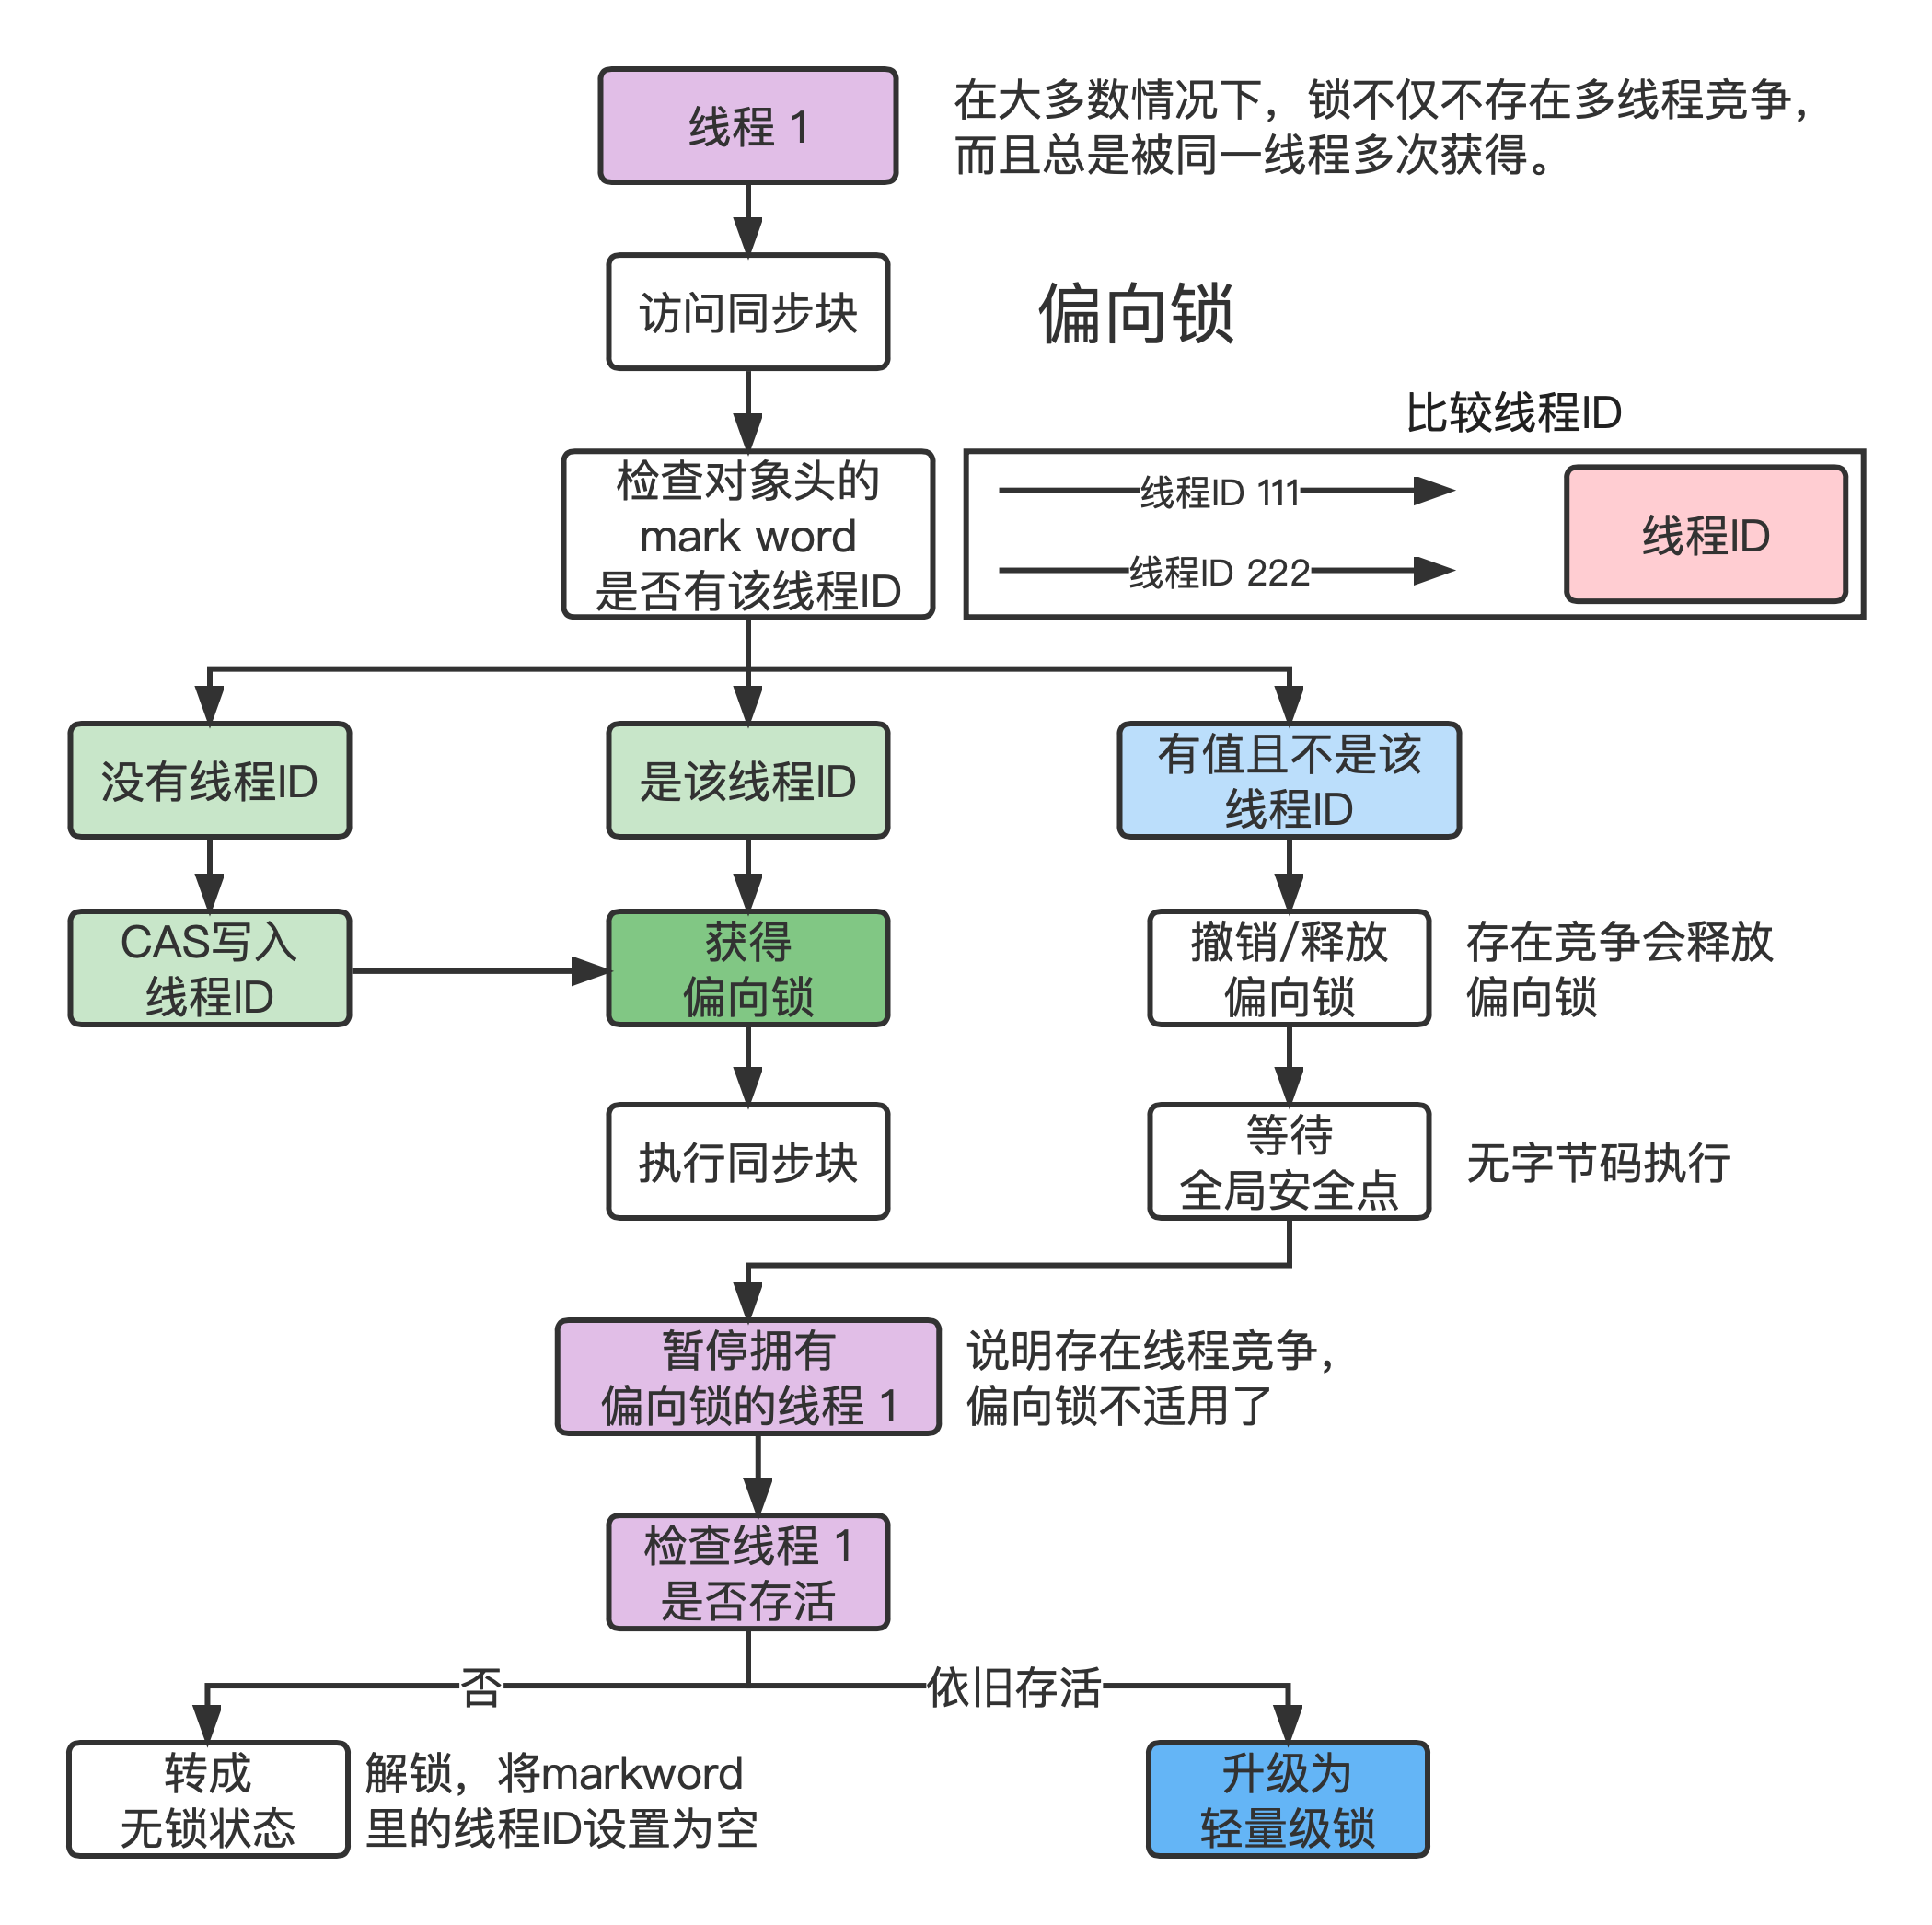 线程 1
在大多数情况下，锁不仅不存在多线程竞争，
而且总是被同一线程多次获得。
访问同步块
偏向锁
比较线程ID
检查对象头的
mark word
是否有该线程ID
线程ID 111
线程ID 222
线程ID
没有线程ID
是该线程ID
有值且不是该
线程ID
CAS写入
线程ID
获得
偏向锁
撤销/释放
偏向锁
存在竞争会释放
偏向锁
执行同步块
等待
全局安全点
无字节码执行
暂停拥有
偏向锁的线程 1
说明存在线程竞争，
偏向锁不适用了
检查线程 1
是否存活
否
依旧存活
转成
无锁状态
解锁，将markword
里的线程ID设置为空
升级为
轻量级锁